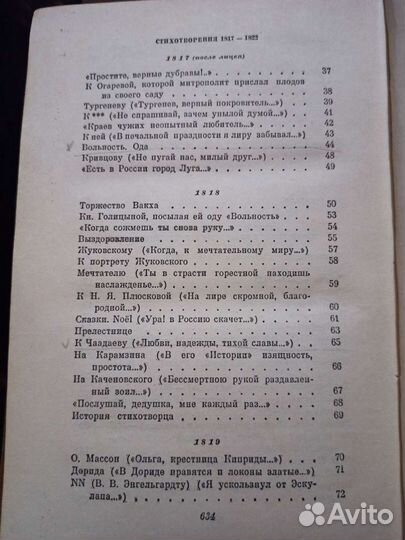 СТИХОТВОРЕНИЯ 1817 — 1822
1817 (после лицея)
«Простите, верные дубравы!..» . . . . . . . 37
К Огаревой, которой митрополит прислал плодов
из своего саду . . . . . . . 38
Тургеневу («Тургенев, верный покровитель...») 39
К *** («Не спрашивай, зачем унылой думой...») . 41
«Краев чужих неопытный любитель...» . . . . 42
К ней («В печальной праздности я лиру забывал...») 43
Вольность. Ода . . . . . . . 44
Кривцову («Не пугай нас, милый друг...») . . . 48
«Есть в России город Луга...» . . . . . . . 49
1818
Торжество Вакха . . . . . . . 50
Кн. Голицыной, посылая ей оду «Вольность» . . 53
«Когда сожмешь ты снова руку...» . . . . . 54
Выздоровление . . . . . . . 55
Жуковскому («Когда, к мечтательному миру...») . 57
К портрету Жуковского . . . . . . . 58
Мечтателю («Ты в страсти горестной находишь
наслажденье...») . . . . . . . 59
К Н. Я. Плюсковой («На лире скромной, благо-
родной...») . . . . . . . 60
Сказки. Noël («Ура! в Россию скачет...») . . . . 61
Прелестнице . . . . . . . 63
К Чаадаеву («Любви, надежды, тихой славы...») . 65
На Карамзина («В его «Истории» изящность,
простота...») . . . . . . . 66
На Каченовского («Бессмертною рукой раздавлен-
ный зоил...») . . . . . . . 67
«Послушай, дедушка, мне каждый раз...» . . . . 68
История стихотворца . . . . . . . 69
1819
О. Массон («Ольга, крестница Киприды...») . . . 70
Дорида («В Дориде нравятся и локоны златые...») . 71
NN (В. В. Энгельгардту) («Я ускользнул от Эску-
лапа...») . . . . . . . 72
634
Avito